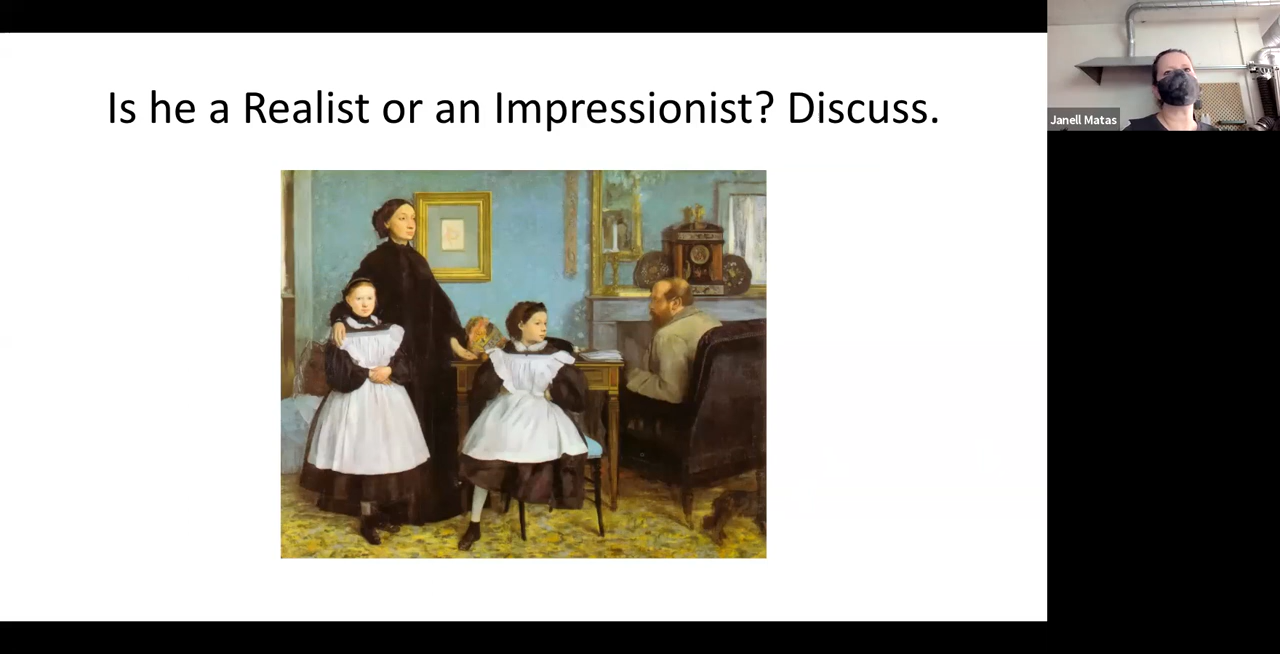 Is he a Realist or an Impressionist? Discuss.
Janell Matas